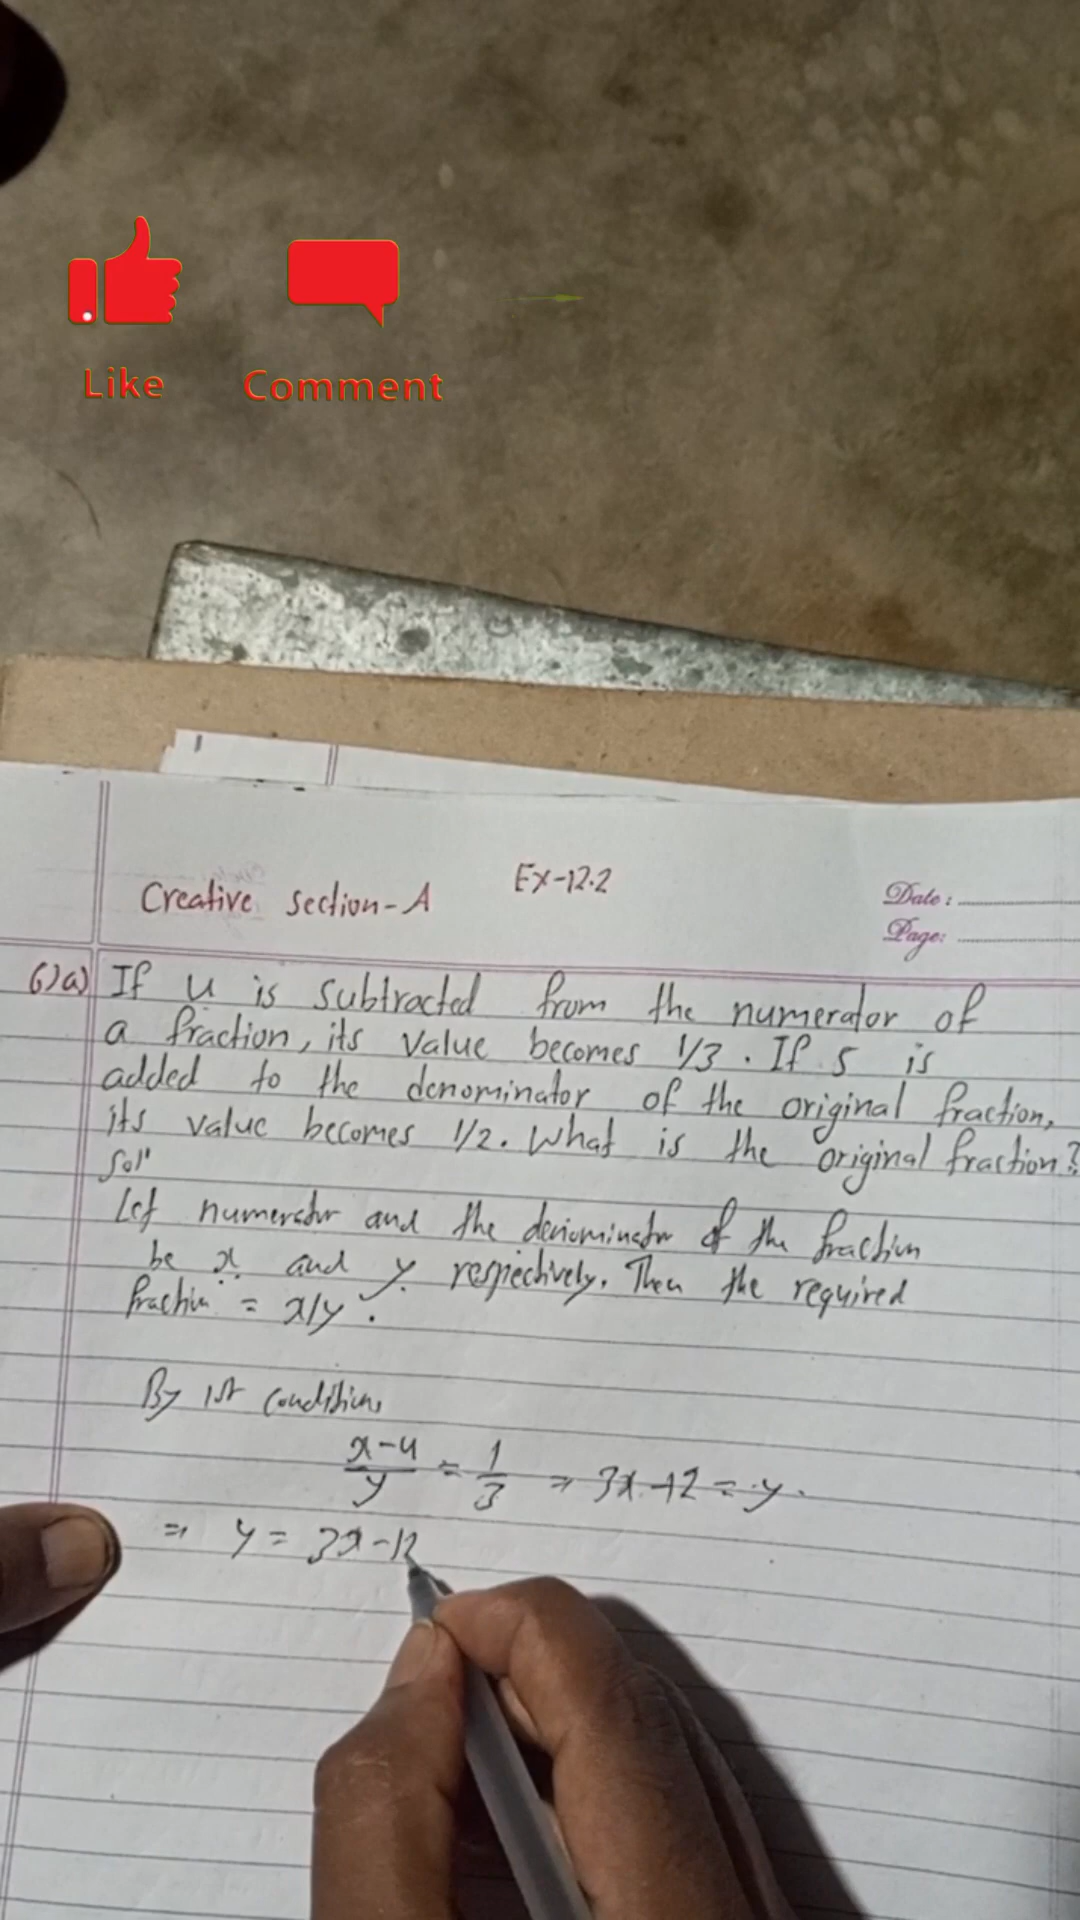 Like Comment
Ex-12.2
Creative section-A
Date:
Page:
6)a) If 4 is subtracted from the numerator of
a fraction, its value becomes 1/3. If 5 is
added to the denominator of the original fraction,
its value becomes 1/2. What is the original fraction?
Solⁿ
Let numerator and the denominator of the fraction
be x and y respectively. Then the required
fraction = x/y.
By 1st condition,
x-4/y = 1/3 ⇒ 3x-12 = y.
⇒ y = 3x-12